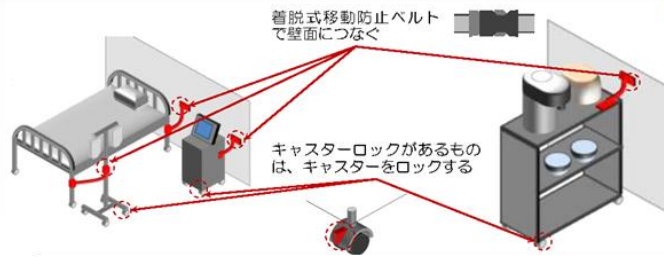 着脱式移動防止ベルト
で壁面につなぐ
キャスターロックがあるもの
は、キャスターをロックする